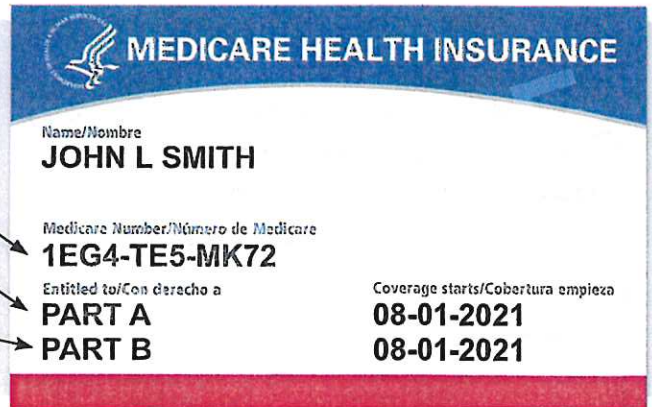 MEDICARE HEALTH INSURANCE
Name/Nombre
JOHN L SMITH
Medicare Number/Número de Medicare
1EG4-TE5-MK72
Entitled to/Con derecho a
Coverage starts/Cobertura empieza
PART A
08-01-2021
PART B
08-01-2021